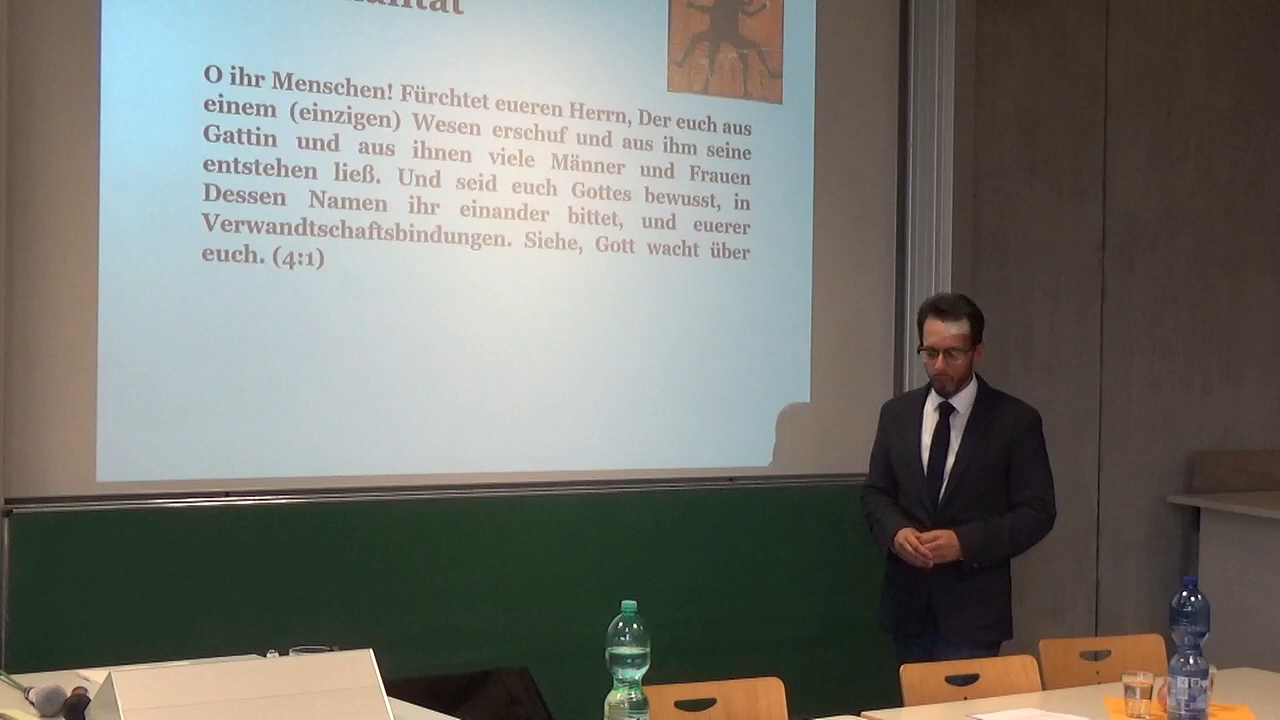 O ihr Menschen! Fürchtet eueren Herrn, Der euch aus
einem (einzigen) Wesen erschuf und aus ihm seine
Gattin und aus ihnen viele Männer und Frauen
entstehen ließ. Und seid euch Gottes bewusst, in
Dessen Namen ihr einander bittet, und euerer
Verwandtschaftsbindungen. Siehe, Gott wacht über
euch. (4:1)